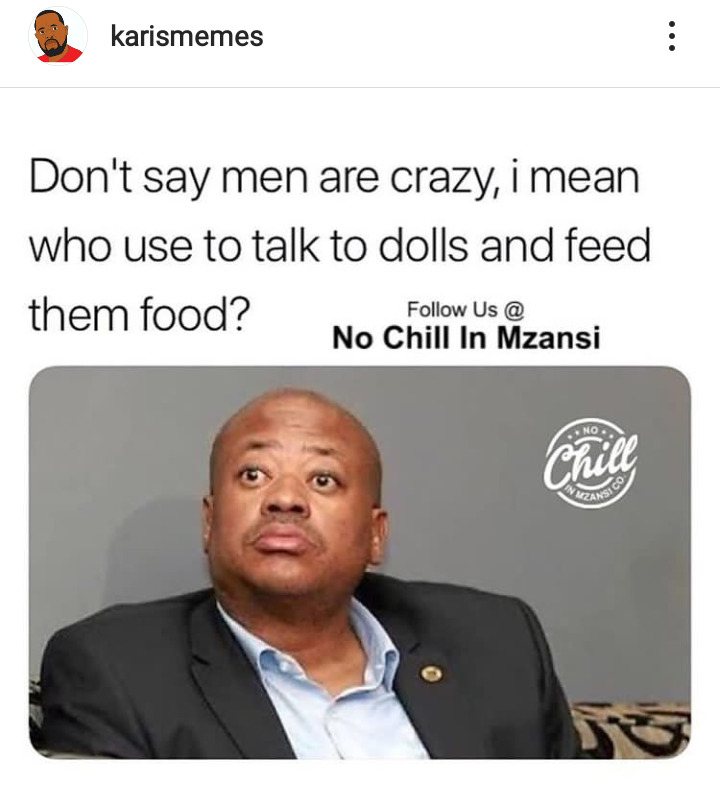 karismemes
Don't say men are crazy, i mean
who use to talk to dolls and feed
them food?
Follow Us @
No Chill In Mzansi
NO
Chill
IN MZANSI CO